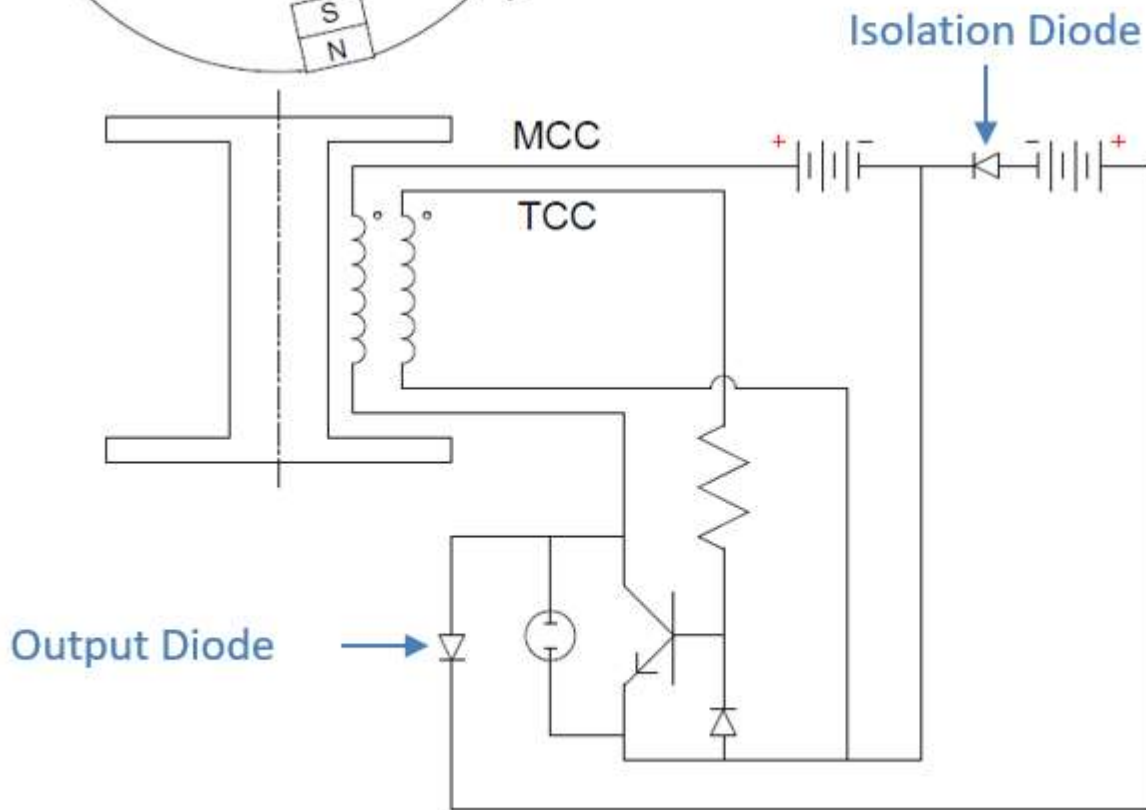 S
N
Isolation Diode
MCC
+ - - +
TCC
Output Diode